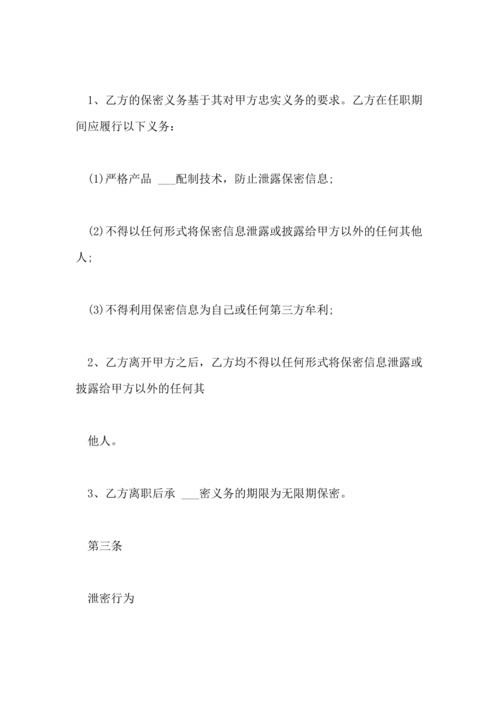 1、乙方的保密义务基于其对甲方忠实义务的要求。乙方在任职期
间应履行以下义务：
(1)严格产品 ___配制技术，防止泄露保密信息;
(2)不得以任何形式将保密信息泄露或披露给甲方以外的任何其他
人;
(3)不得利用保密信息为自己或任何第三方牟利;
2、乙方离开甲方之后，乙方均不得以任何形式将保密信息泄露或
披露给甲方以外的任何其
他人。
3、乙方离职后承 ___密义务的期限为无限期保密。
第三条
泄密行为